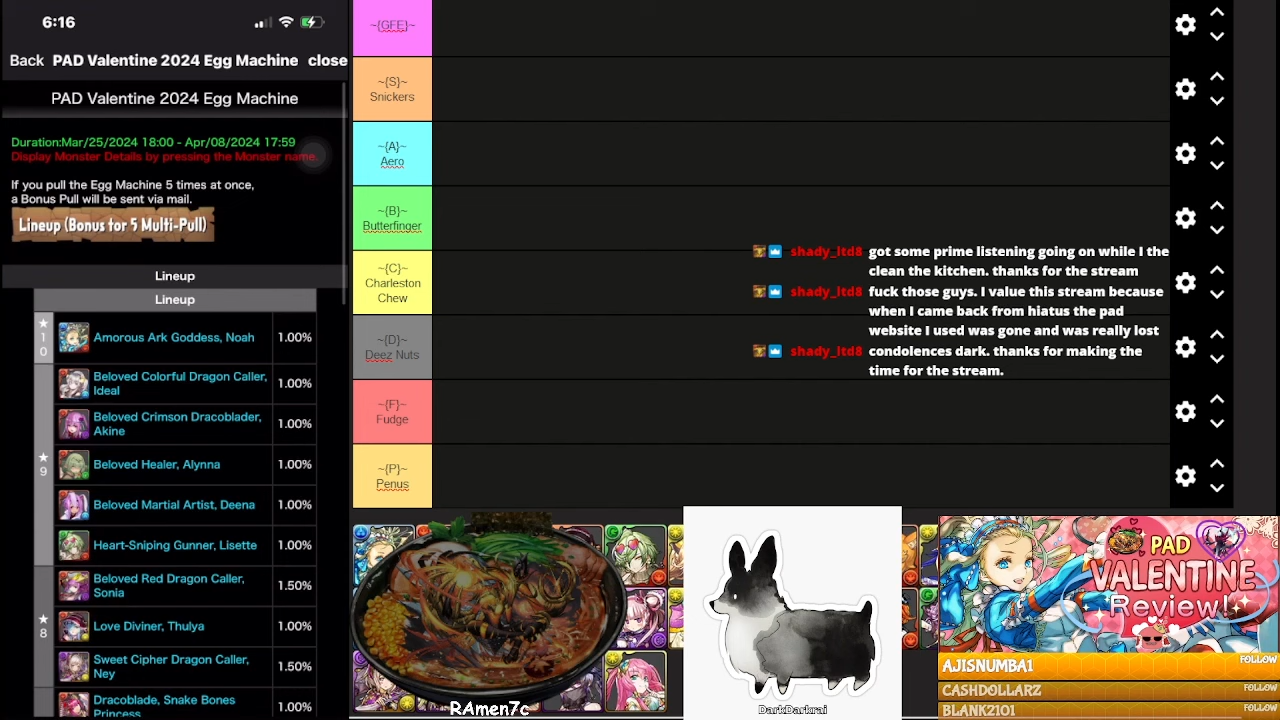 6:16
Back PAD Valentine 2024 Egg Machine close
PAD Valentine 2024 Egg Machine
Duration:Mar/25/2024 18:00 - Apr/08/2024 17:59
Display Monster Details by pressing the Monster name.
If you pull the Egg Machine 5 times at once,
a Bonus Pull will be sent via mail.
Lineup (Bonus for 5 Multi-Pull)
Lineup
Lineup
★
1
0
Amorous Ark Goddess, Noah 1.00%
★
9
Beloved Colorful Dragon Caller,
Ideal 1.00%
Beloved Crimson Dracoblader,
Akine 1.00%
Beloved Healer, Alynna 1.00%
Beloved Martial Artist, Deena 1.00%
Heart-Sniping Gunner, Lisette 1.00%
★
8
Beloved Red Dragon Caller,
Sonia 1.50%
Love Diviner, Thulya 1.00%
Sweet Cipher Dragon Caller,
Ney 1.50%
Dracoblade, Snake Bones
Princess 1.00%
~{GFE}~
~{S}~
Snickers
~{A}~
Aero
~{B}~
Butterfinger
~{C}~
Charleston
Chew
~{D}~
Deez Nuts
~{F}~
Fudge
~{P}~
Penus
shady_ltd8 got some prime listening going on while I the
clean the kitchen. thanks for the stream
shady_ltd8 fuck those guys. I value this stream because
when I came back from hiatus the pad
website I used was gone and was really lost
shady_ltd8 condolences dark. thanks for making the
time for the stream.
RAmen7c
DarkDarkrai
PAD
VALENTINE
Review!
AJISNUMBA1 FOLLOW
CASHDOLLARZ FOLLOW
BLANK2101 FOLLOW